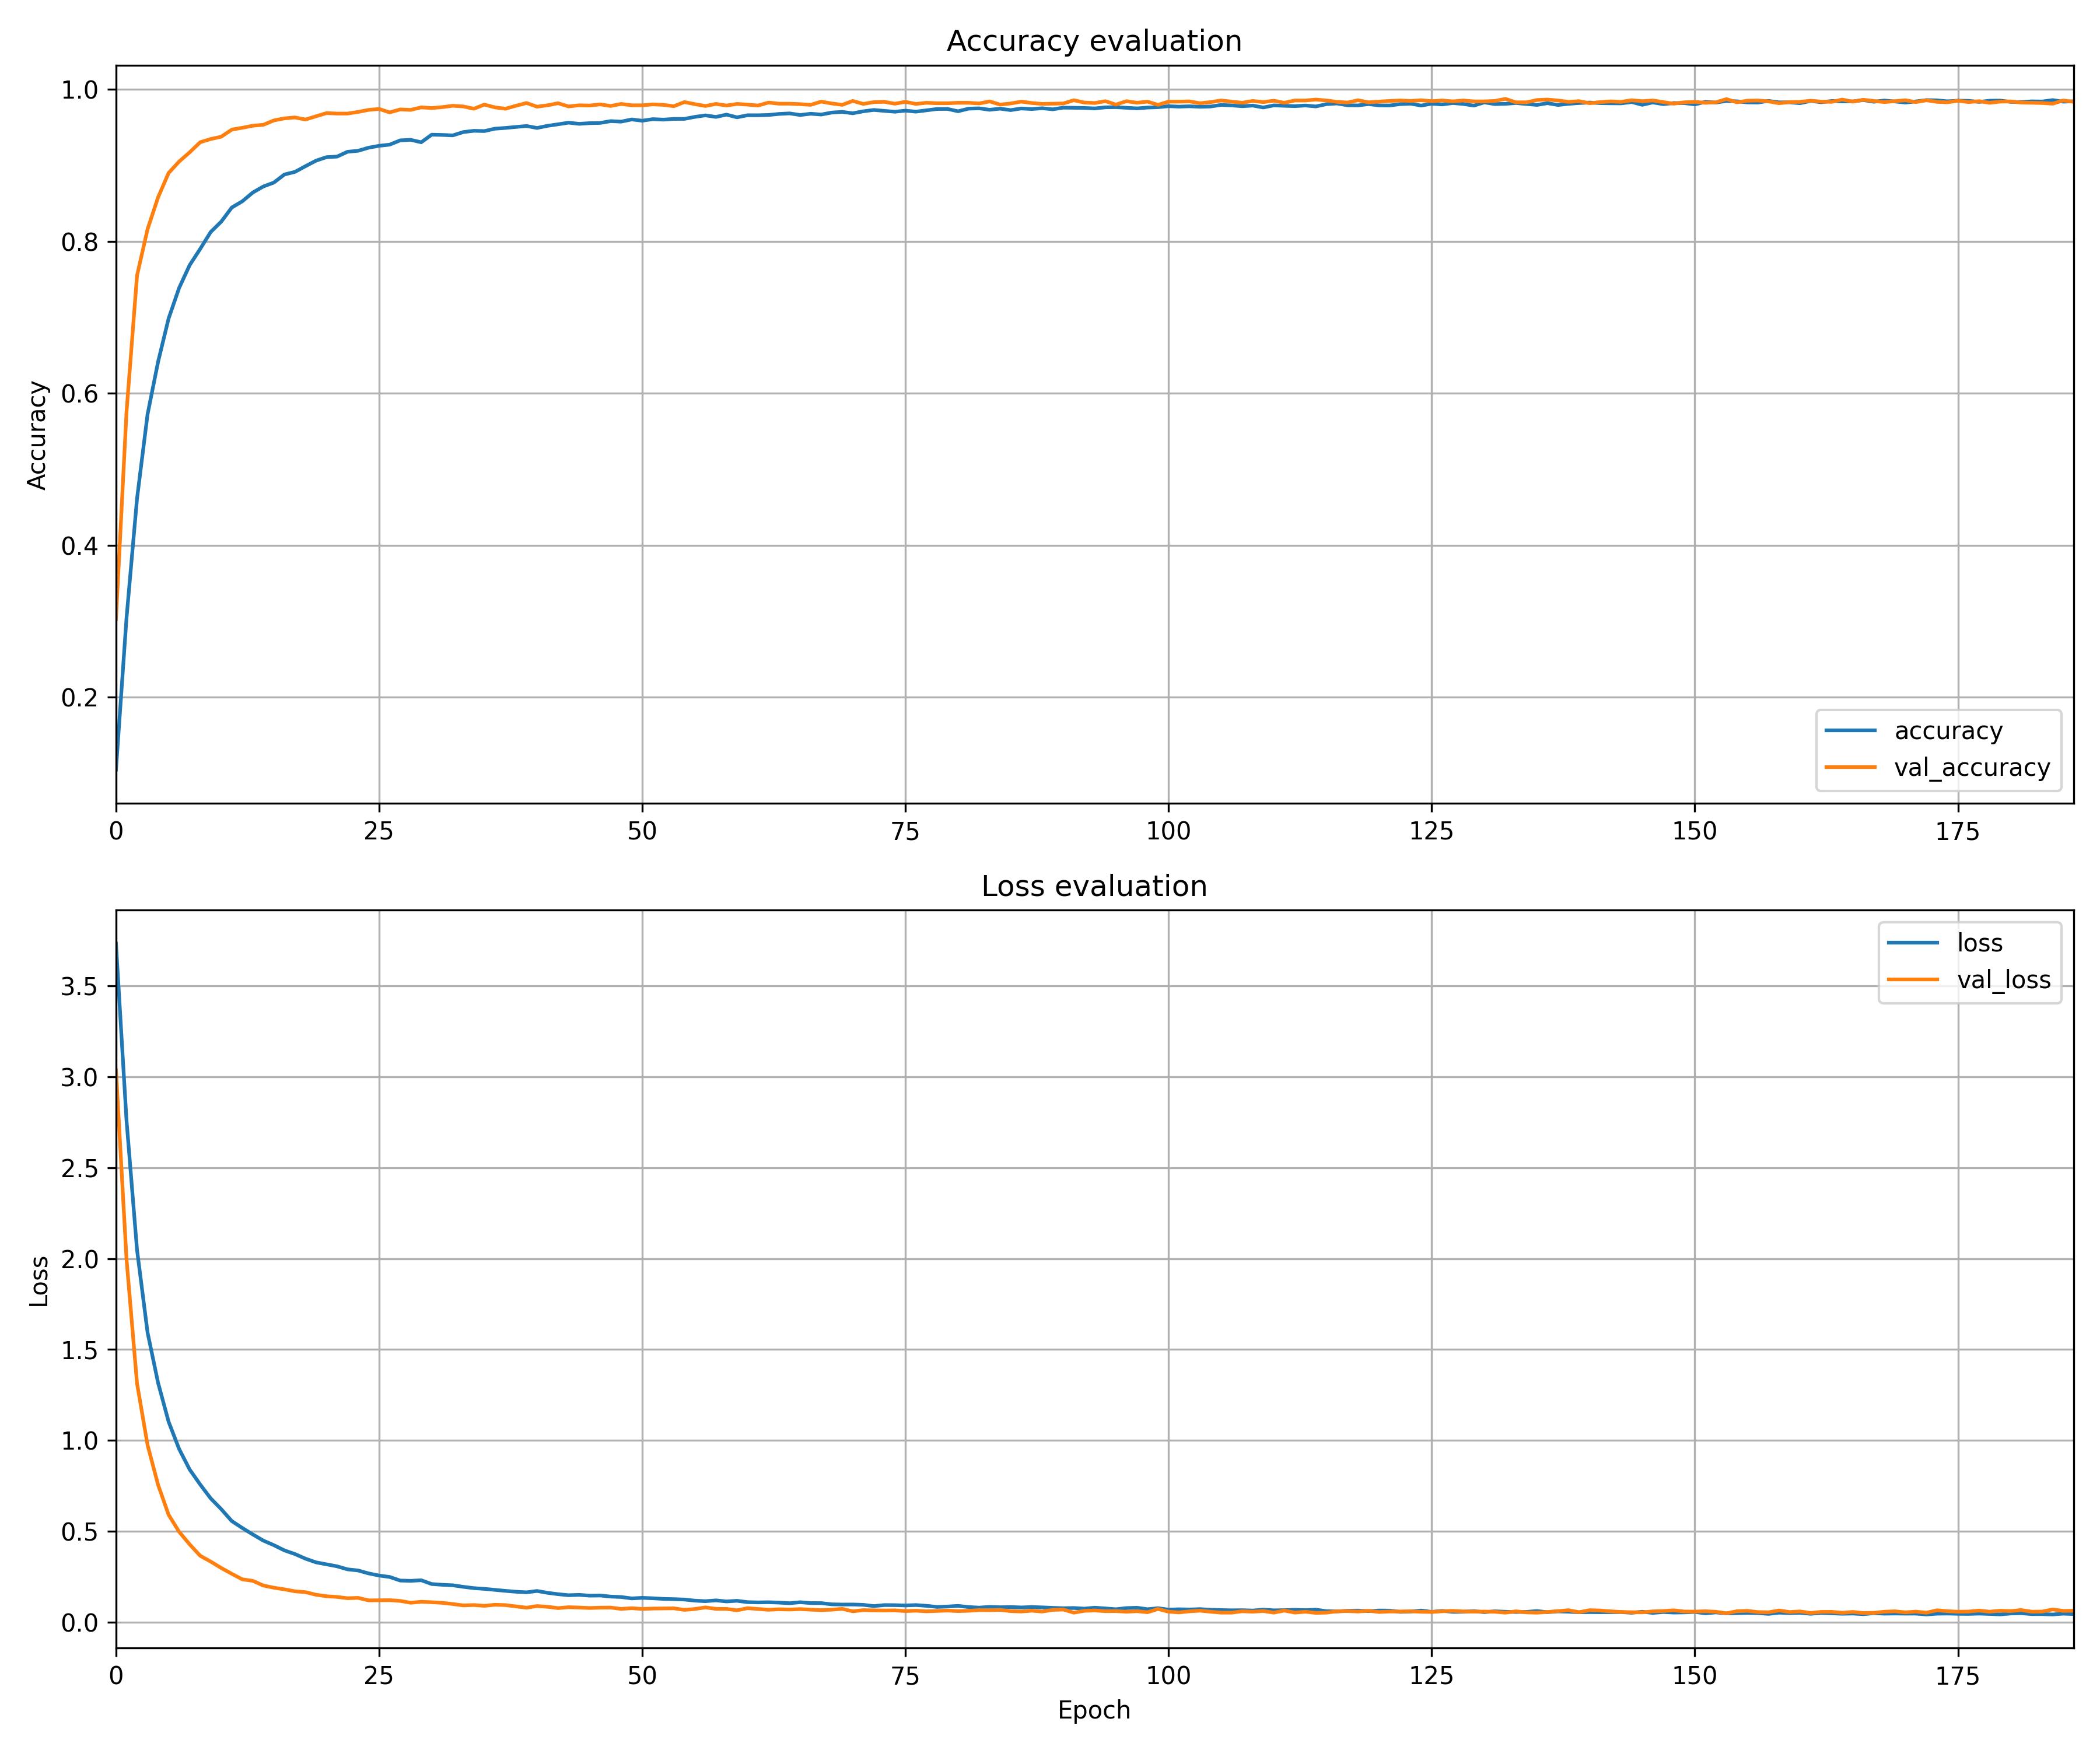 Accuracy evaluation
1.0
0.8
0.6
0.4
0.2
Accuracy
accuracy
val_accuracy
0 25 50 75 100 125 150 175
Loss evaluation
3.5
3.0
2.5
2.0
1.5
1.0
0.5
0.0
Loss
loss
val_loss
0 25 50 75 100 125 150 175
Epoch